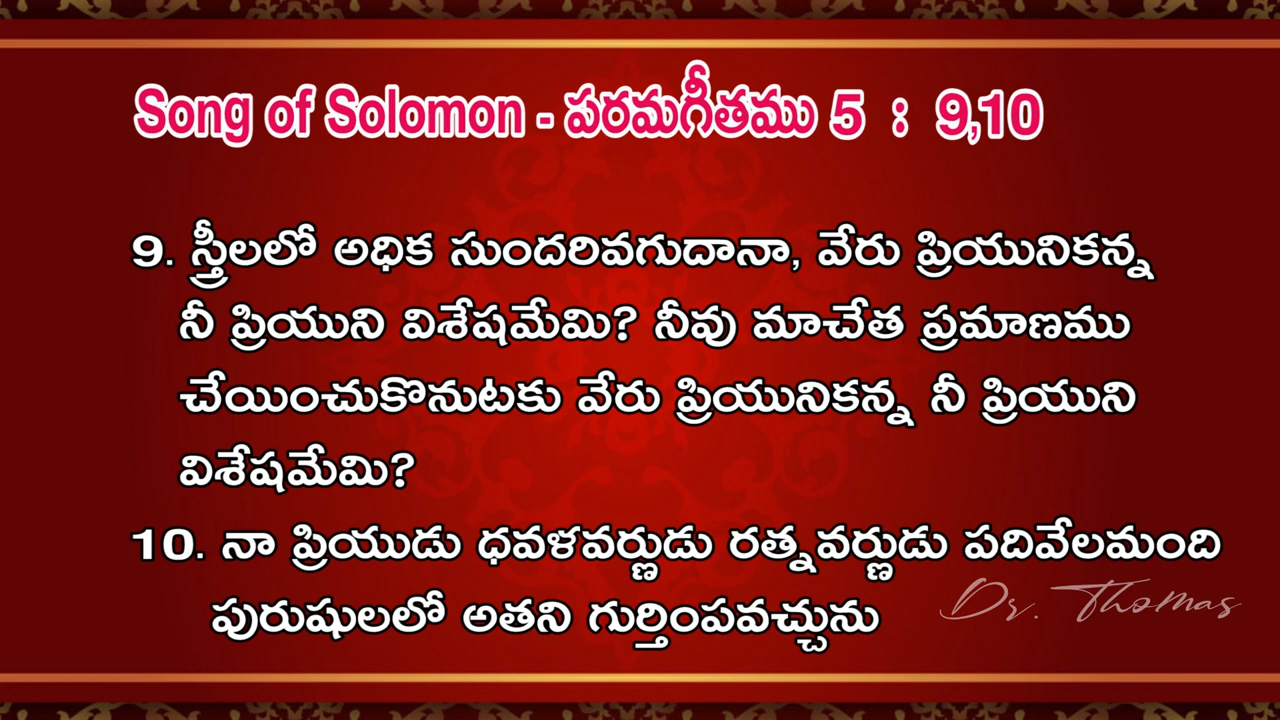 Song of Solomon - పరమగీతము 5 : 9,10
9. స్త్రీలలో అధిక సుందరివగుదానా, వేరు ప్రియునికన్న
నీ ప్రియుని విశేషమేమి? నీవు మాచేత ప్రమాణము
చేయించుకొనుటకు వేరు ప్రియునికన్న నీ ప్రియుని
విశేషమేమి?
10. నా ప్రియుడు ధవళవర్ణుడు రత్నవర్ణుడు పదివేలమంది
పురుషులలో అతని గుర్తింపవచ్చును
Dr. Thomas